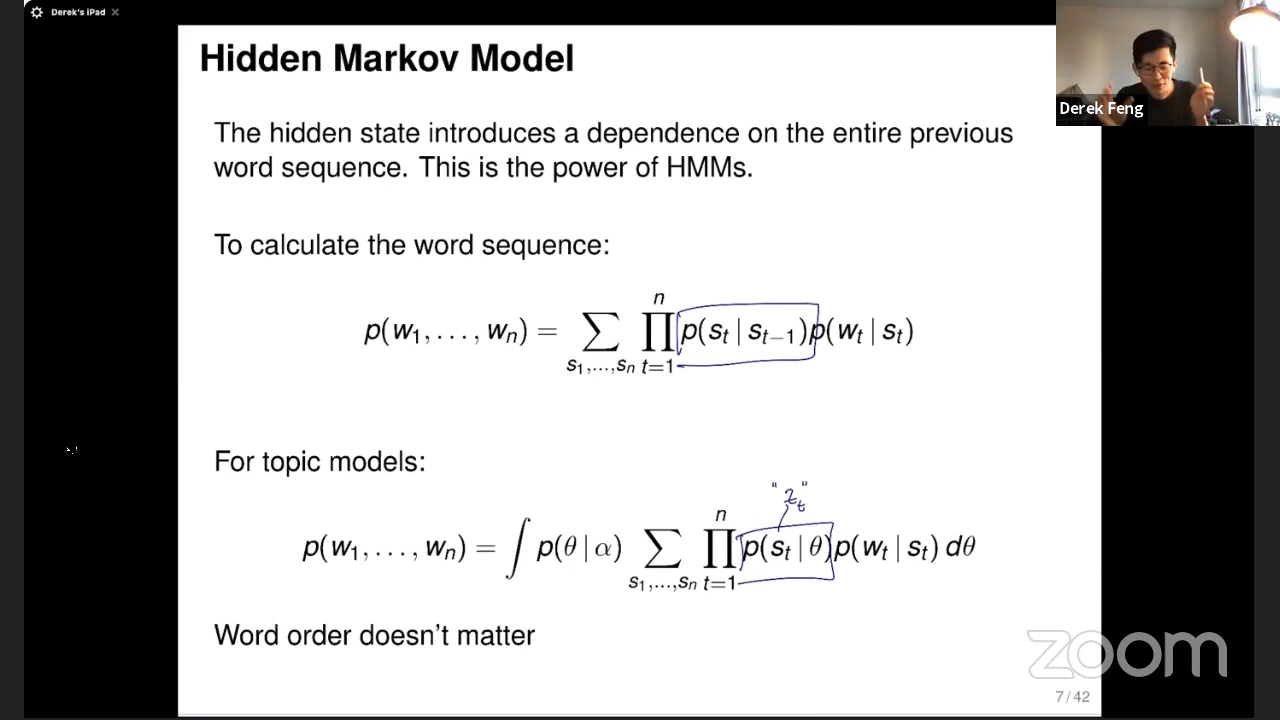 Derek's iPad
Hidden Markov Model
Derek Feng
The hidden state introduces a dependence on the entire previous
word sequence. This is the power of HMMs.
To calculate the word sequence:
p(w₁, . . . , wₙ) = ∑_{s₁,...,sₙ} ∏_{t=1}^{n} p(sₜ | sₜ₋₁)p(wₜ | sₜ)
For topic models:
"zₜ"
p(w₁, . . . , wₙ) = ∫ p(θ | α) ∑_{s₁,...,sₙ} ∏_{t=1}^{n} p(sₜ | θ)p(wₜ | sₜ) dθ
Word order doesn't matter
zoom
7 / 42